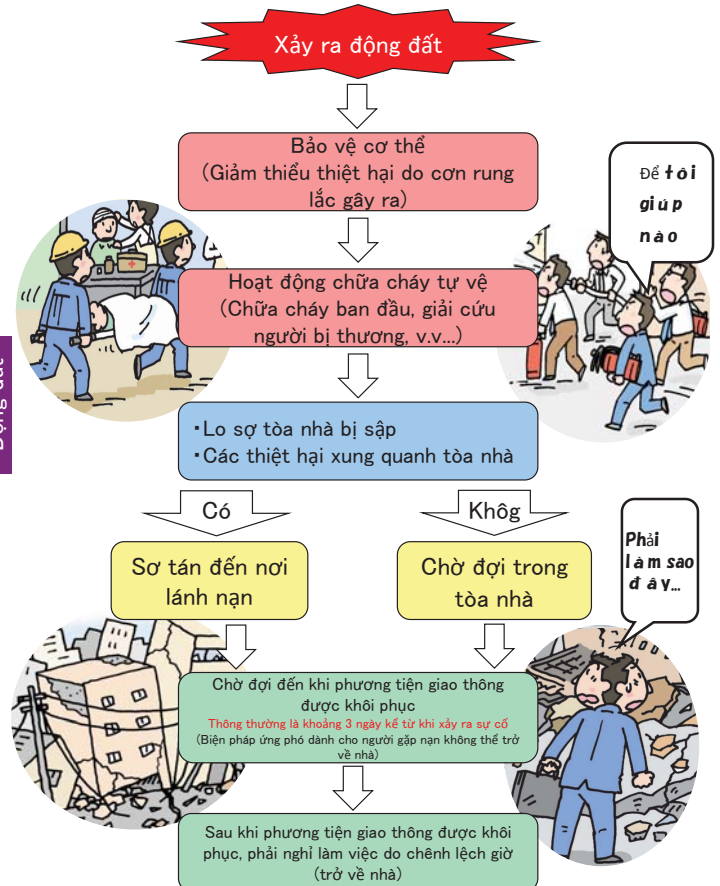 Xảy ra động đất
Bảo vệ cơ thể
(Giảm thiểu thiệt hại do cơn rung
lắc gây ra)
Để tôi
giúp
nào
Hoạt động chữa cháy tự vệ
(Chữa cháy ban đầu, giải cứu
người bị thương, v.v...)
・Lo sợ tòa nhà bị sập
・Các thiệt hại xung quanh tòa nhà
Có
Khôg
Sơ tán đến nơi
lánh nạn
Chờ đợi trong
tòa nhà
Phải
làm sao
đây...
Chờ đợi đến khi phương tiện giao thông
được khôi phục
Thông thường là khoảng 3 ngày kể từ khi xảy ra sự cố
(Biện pháp ứng phó dành cho người gặp nạn không thể trở
về nhà)
Sau khi phương tiện giao thông được khôi
phục, phải nghỉ làm việc do chênh lệch giờ
(trở về nhà)